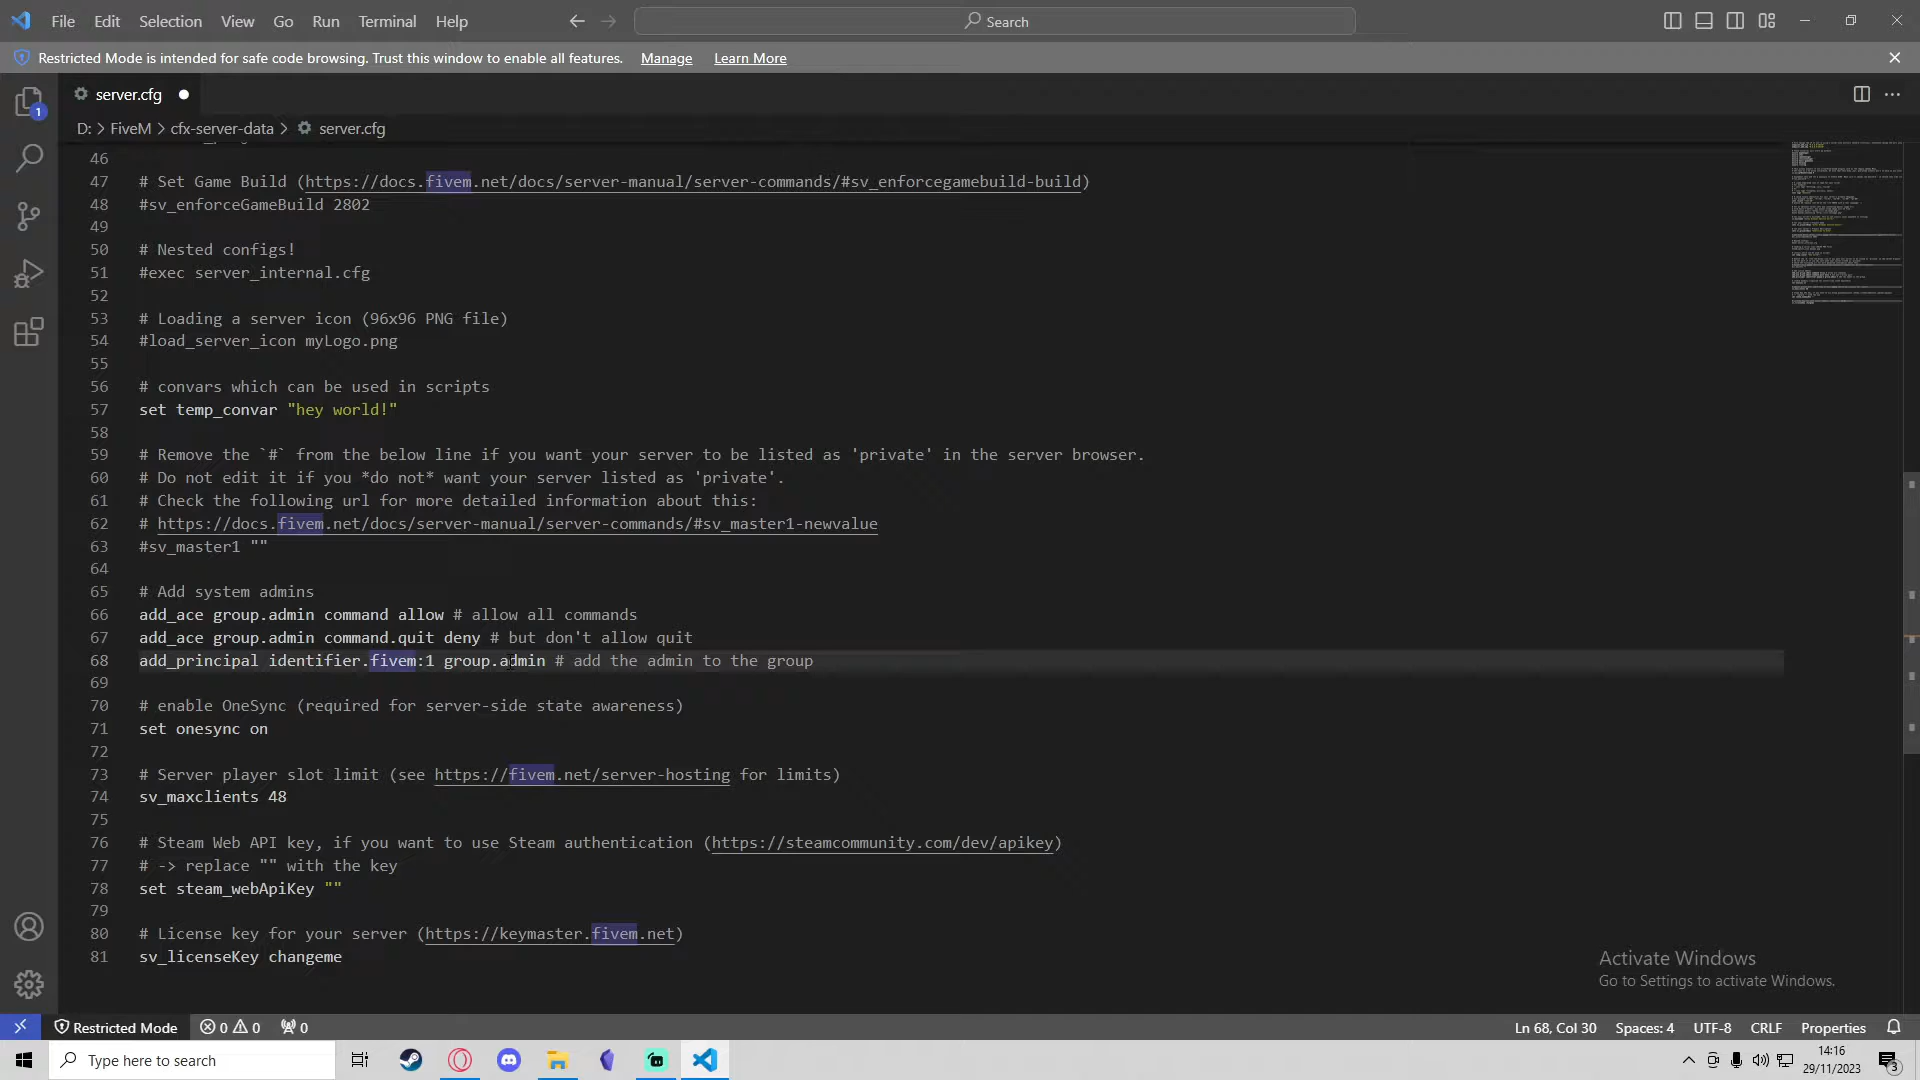 File Edit Selection View Go Run Terminal Help Search
Restricted Mode is intended for safe code browsing. Trust this window to enable all features. Manage Learn More
server.cfg
D: > FiveM > cfx-server-data > server.cfg
46
47 # Set Game Build (https://docs.fivem.net/docs/server-manual/server-commands/#sv_enforcegamebuild-build)
48 #sv_enforceGameBuild 2802
49
50 # Nested configs!
51 #exec server_internal.cfg
52
53 # Loading a server icon (96x96 PNG file)
54 #load_server_icon myLogo.png
55
56 # convars which can be used in scripts
57 set temp_convar "hey world!"
58
59 # Remove the `#` from the below line if you want your server to be listed as 'private' in the server browser.
60 # Do not edit it if you *do not* want your server listed as 'private'.
61 # Check the following url for more detailed information about this:
62 # https://docs.fivem.net/docs/server-manual/server-commands/#sv_master1-newvalue
63 #sv_master1 ""
64
65 # Add system admins
66 add_ace group.admin command allow # allow all commands
67 add_ace group.admin command.quit deny # but don't allow quit
68 add_principal identifier.fivem:1 group.admin # add the admin to the group
69
70 # enable OneSync (required for server-side state awareness)
71 set onesync on
72
73 # Server player slot limit (see https://fivem.net/server-hosting for limits)
74 sv_maxclients 48
75
76 # Steam Web API key, if you want to use Steam authentication (https://steamcommunity.com/dev/apikey)
77 # -> replace "" with the key
78 set steam_webApiKey ""
79
80 # License key for your server (https://keymaster.fivem.net)
81 sv_licenseKey changeme
1
Activate Windows
Go to Settings to activate Windows.
Restricted Mode 0 0 0 Ln 68, Col 30 Spaces: 4 UTF-8 CRLF Properties
Type here to search
14:16
29/11/2023
3